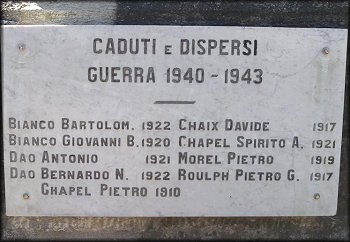 CADUTI E DISPERSI
GUERRA 1940 - 1943
BIANCO BARTOLOM. 1922 CHAIX DAVIDE 1917
BIANCO GIOVANNI B. 1920 CHAPEL SPIRITO A. 1921
DAO ANTONIO 1921 MOREL PIETRO 1919
DAO BERNARDO N. 1922 ROULPH PIETRO G. 1917
CHAPEL PIETRO 1910